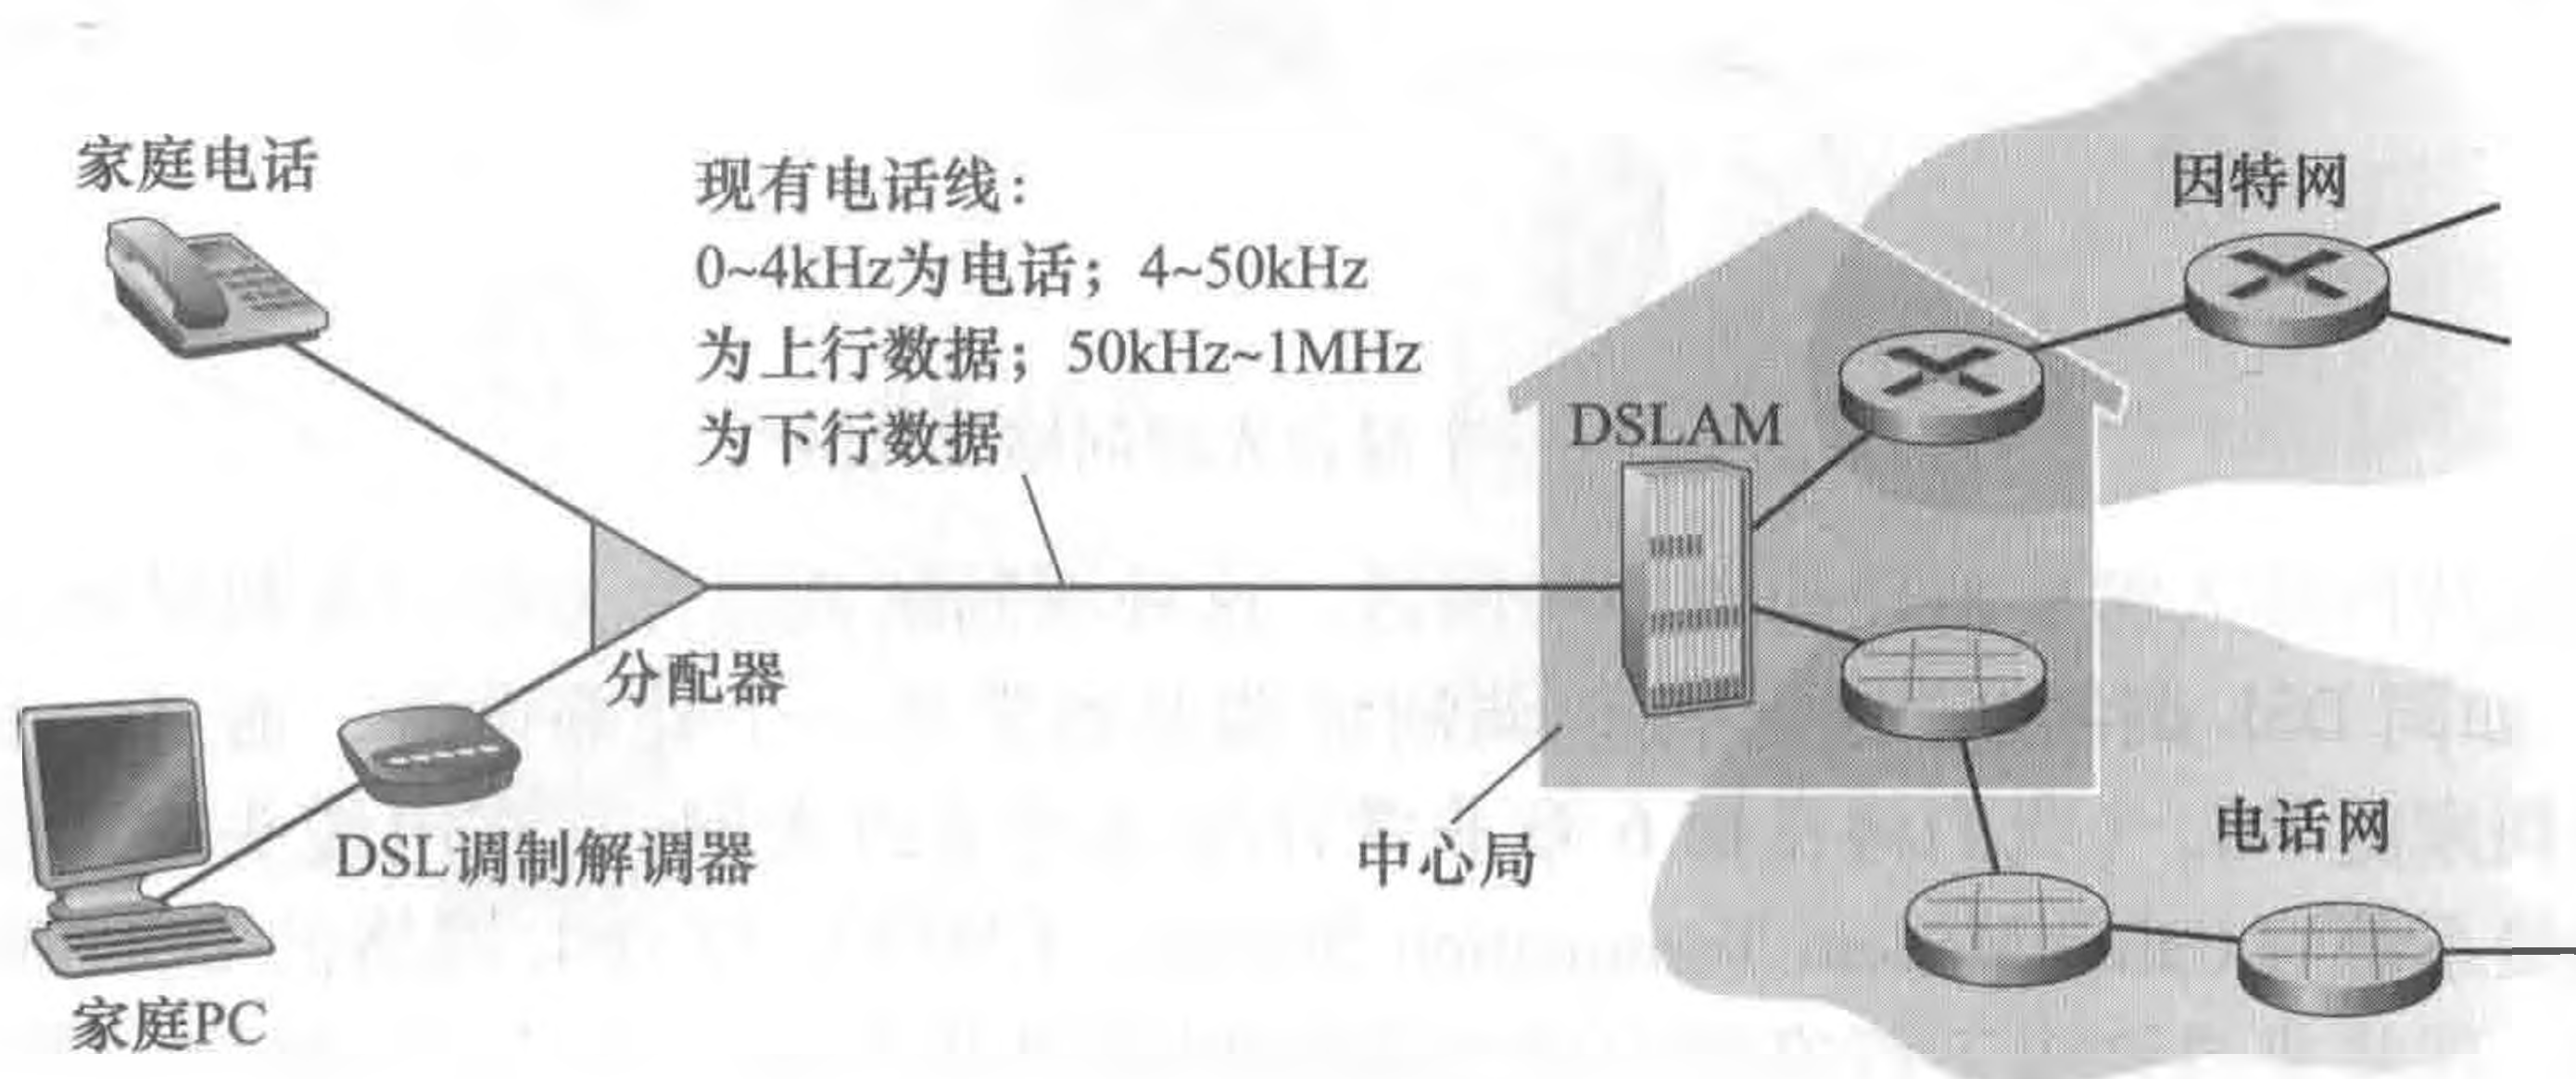 家庭电话
现有电话线：
0~4kHz为电话；4~50kHz
为上行数据；50kHz~1MHz
为下行数据
因特网
DSLAM
分配器
DSL调制解调器
中心局
电话网
家庭PC